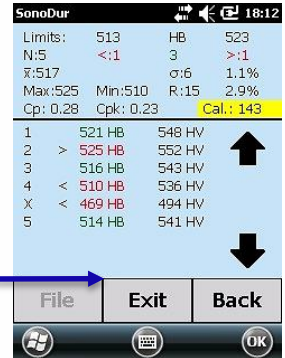 SonoDur 18:12
Limits: 513 HB 523
N:5 <:1 3 >:1
x̄:517 σ:6 1.1%
Max:525 Min:510 R:15 2.9%
Cp: 0.28 Cpk: 0.23 Cal.: 143
1 521 HB 548 HV
2 > 525 HB 552 HV
3 516 HB 543 HV
4 < 510 HB 536 HV
X < 469 HB 494 HV
5 514 HB 541 HV
File Exit Back
OK